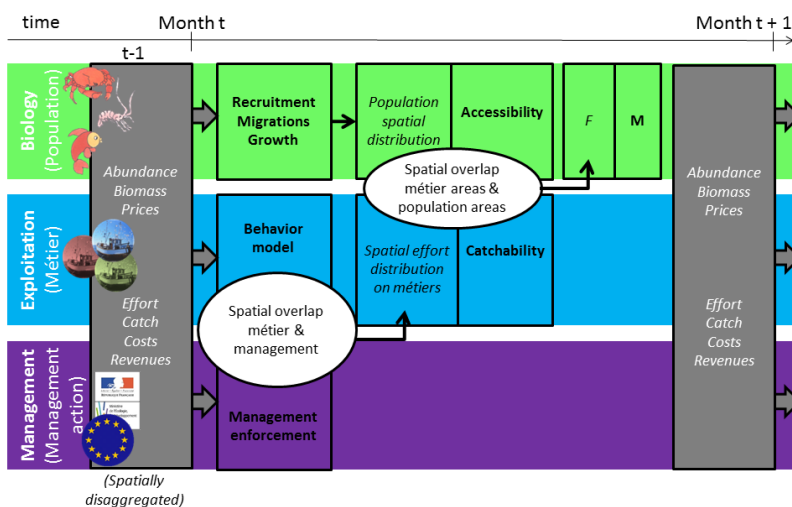 time
Month t
Month t + 1
t-1
Biology
(Population)
Recruitment
Migrations
Growth
Population
spatial
distribution
Accessibility
F
M
Abundance
Biomass
Prices
Spatial overlap
métier areas &
population areas
Abundance
Biomass
Prices
Exploitation
(Métier)
Behavior
model
Spatial effort
distribution
on métiers
Catchability
Effort
Catch
Costs
Revenues
Spatial overlap
métier &
management
Effort
Catch
Costs
Revenues
Management
(Management
action)
Management
enforcement
(Spatially
disaggregated)